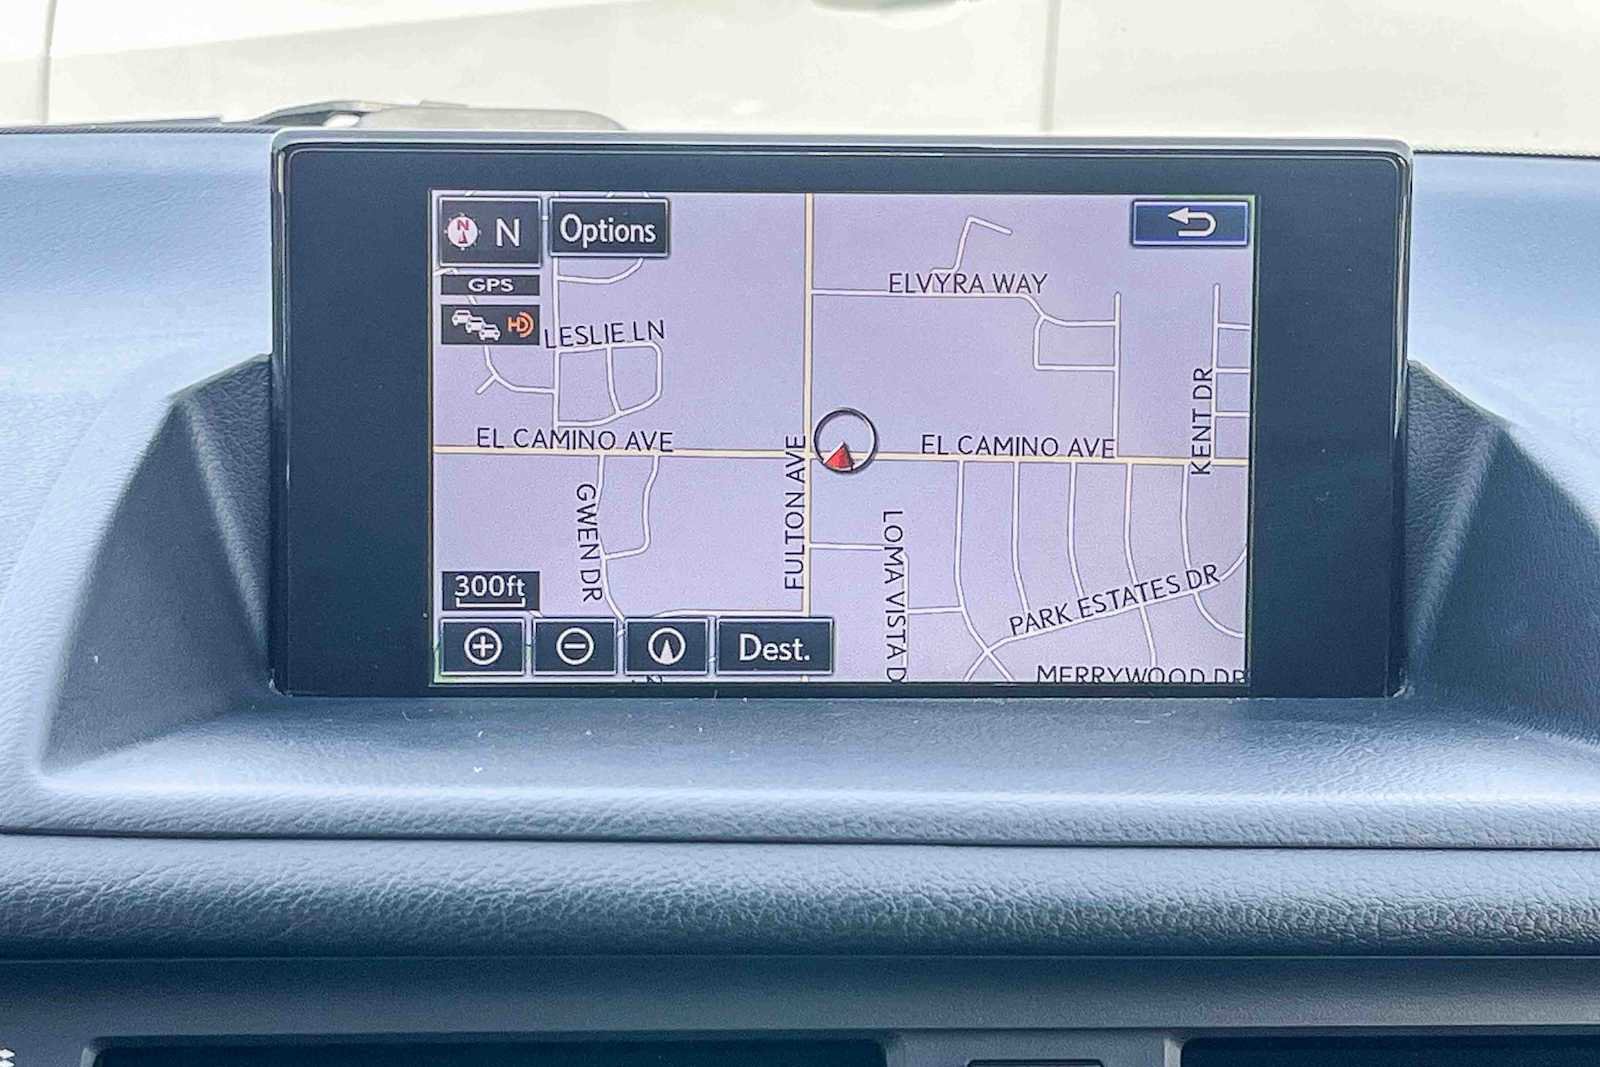 N N
Options
GPS
HD
ELVYRA WAY
LESLIE LN
KENT DR
EL CAMINO AVE
EL CAMINO AVE
FULTON AVE
GWEN DR
LOMA VISTA D
300ft
PARK ESTATES DR
Dest.
MERRYWOOD DR